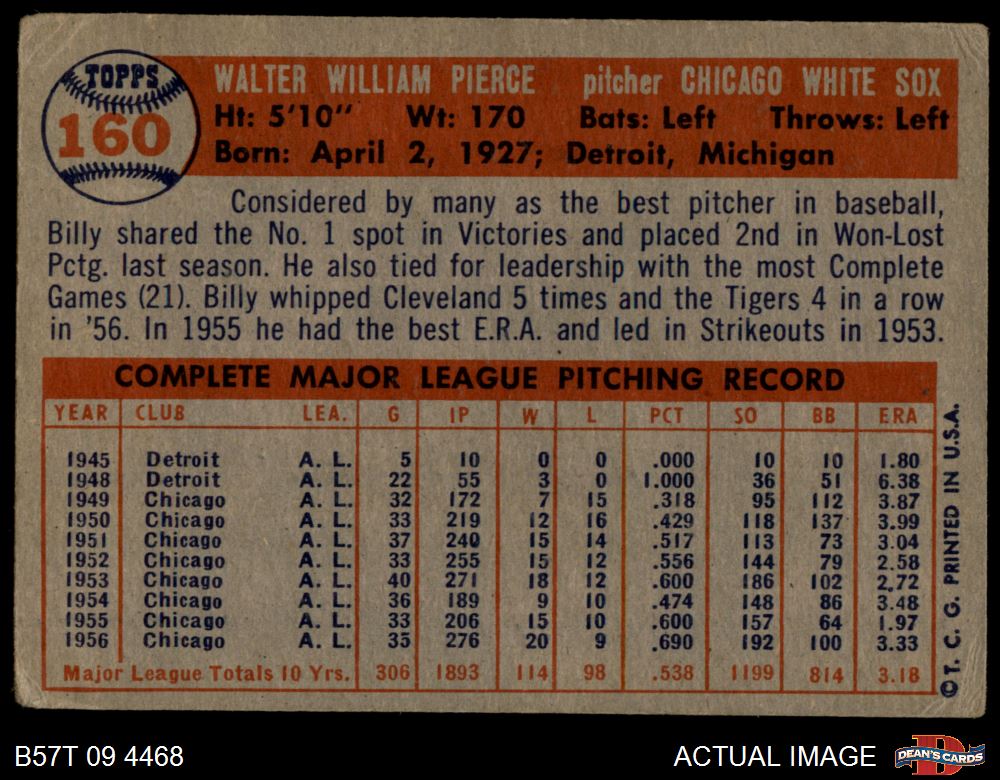 TOPPS
160
WALTER WILLIAM PIERCE pitcher CHICAGO WHITE SOX
Ht: 5'10" Wt: 170 Bats: Left Throws: Left
Born: April 2, 1927; Detroit, Michigan
Considered by many as the best pitcher in baseball,
Billy shared the No. 1 spot in Victories and placed 2nd in Won-Lost
Pctg. last season. He also tied for leadership with the most Complete
Games (21). Billy whipped Cleveland 5 times and the Tigers 4 in a row
in '56. In 1955 he had the best E.R.A. and led in Strikeouts in 1953.
COMPLETE MAJOR LEAGUE PITCHING RECORD
YEAR CLUB LEA. G IP W L PCT SO BB ERA
1945 Detroit A. L. 5 10 0 0 .000 10 10 1.80
1948 Detroit A. L. 22 55 3 0 1.000 36 51 6.38
1949 Chicago A. L. 32 172 7 15 .318 95 112 3.87
1950 Chicago A. L. 33 219 12 16 .429 118 137 3.99
1951 Chicago A. L. 37 240 15 14 .517 113 73 3.04
1952 Chicago A. L. 33 255 15 12 .556 144 79 2.58
1953 Chicago A. L. 40 271 18 12 .600 186 102 2.72
1954 Chicago A. L. 36 189 9 10 .474 148 86 3.48
1955 Chicago A. L. 33 206 15 10 .600 157 64 1.97
1956 Chicago A. L. 35 276 20 9 .690 192 100 3.33
Major League Totals 10 Yrs. 306 1893 114 98 .538 1199 814 3.18
© T. C. G. PRINTED IN U.S.A.
B57T 09 4468
ACTUAL IMAGE
D
DEAN'S CARDS